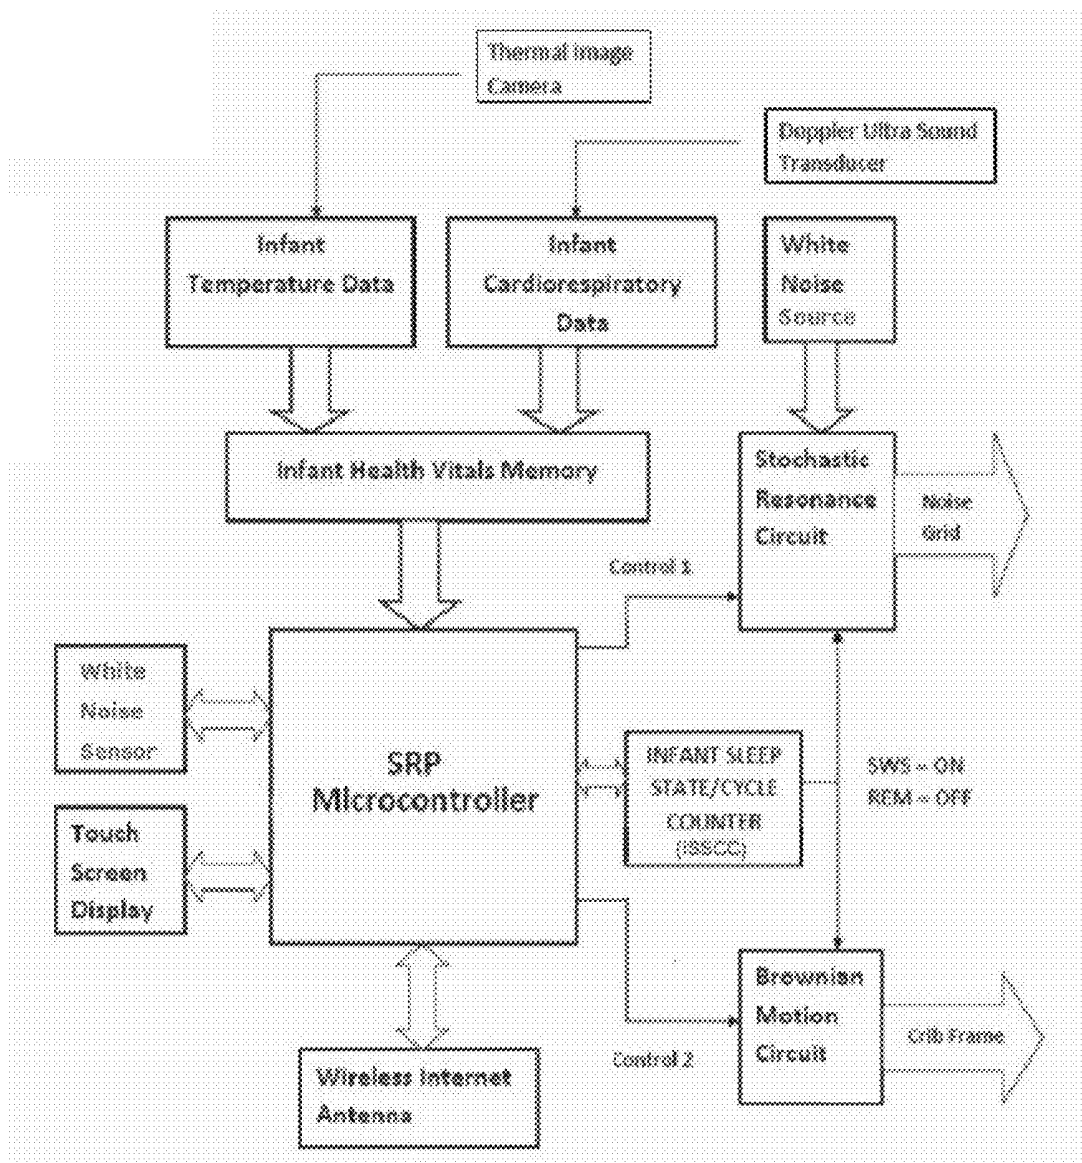 Thermal Image
Camera
Doppler Ultra Sound
Transducer
Infant
Temperature Data
Infant
Cardiorespiratory
Data
White
Noise
Source
Infant Health Vitals Memory
Stochastic
Resonance
Circuit
Noise
Grid
Control 1
White
Noise
Sensor
SRP
Microcontroller
INFANT SLEEP
STATE/CYCLE
COUNTER
(ISSCC)
SWS – ON
REM – OFF
Touch
Screen
Display
Brownian
Motion
Circuit
Crib Frame
Control 2
Wireless Internet
Antenna